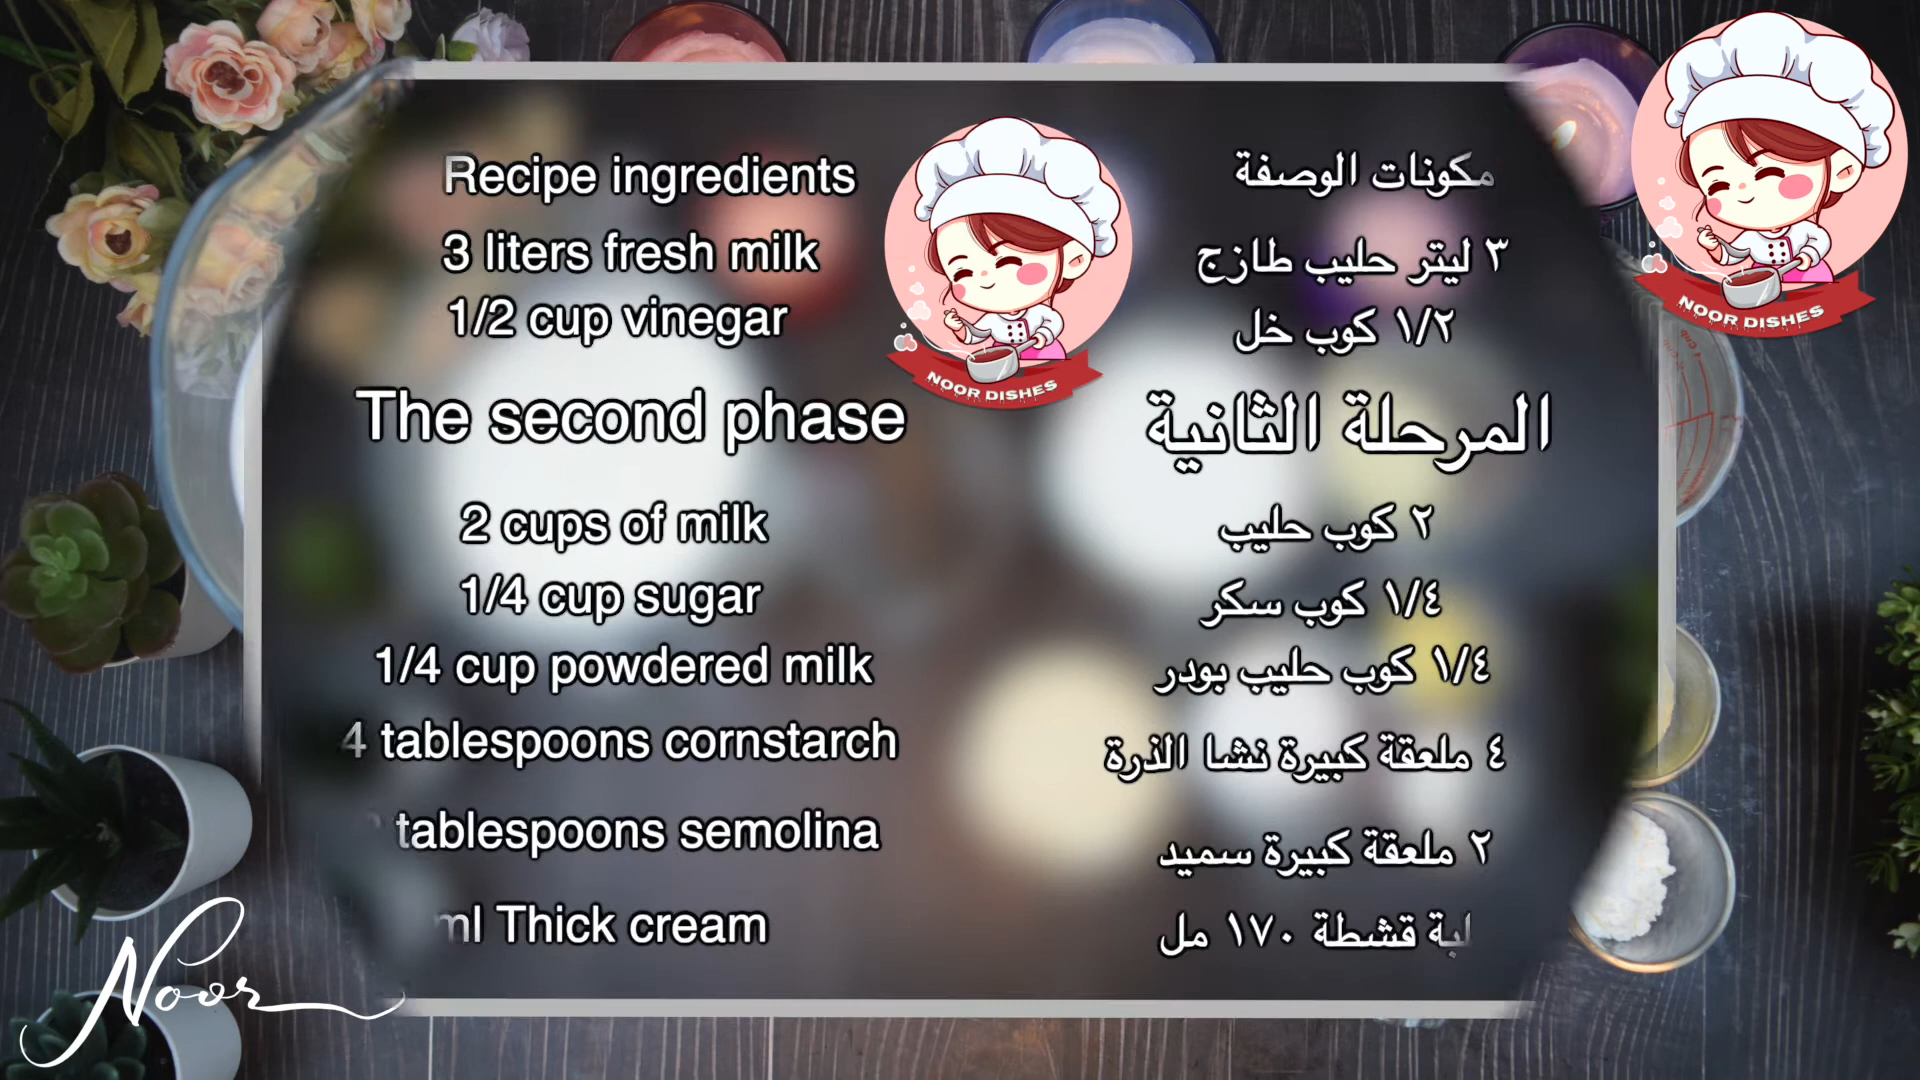 Recipe ingredients
3 liters fresh milk
1/2 cup vinegar
The second phase
2 cups of milk
1/4 cup sugar
1/4 cup powdered milk
4 tablespoons cornstarch
tablespoons semolina
ml Thick cream
مكونات الوصفة
٣ ليتر حليب طازج
١/٢ كوب خل
المرحلة الثانية
٢ كوب حليب
١/٤ كوب سكر
١/٤ كوب حليب بودر
٤ ملعقة كبيرة نشا الذرة
٢ ملعقة كبيرة سميد
قشطة ١٧٠ مل
NOOR DISHES
NOOR DISHES
Noor